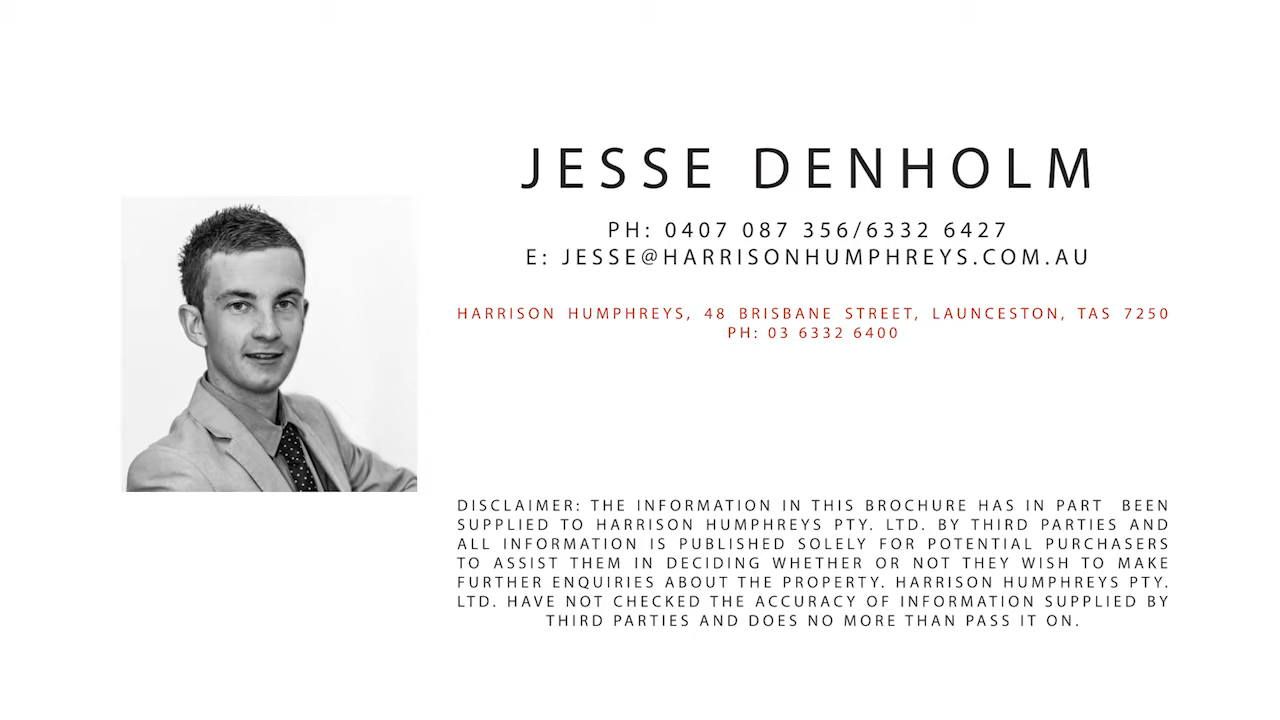 JESSE DENHOLM
PH: 0407 087 356/6332 6427
E: JESSE@HARRISONHUMPHREYS.COM.AU
HARRISON HUMPHREYS, 48 BRISBANE STREET, LAUNCESTON, TAS 7250
PH: 03 6332 6400
DISCLAIMER: THE INFORMATION IN THIS BROCHURE HAS IN PART BEEN
SUPPLIED TO HARRISON HUMPHREYS PTY. LTD. BY THIRD PARTIES AND
ALL INFORMATION IS PUBLISHED SOLELY FOR POTENTIAL PURCHASERS
TO ASSIST THEM IN DECIDING WHETHER OR NOT THEY WISH TO MAKE
FURTHER ENQUIRIES ABOUT THE PROPERTY. HARRISON HUMPHREYS PTY.
LTD. HAVE NOT CHECKED THE ACCURACY OF INFORMATION SUPPLIED BY
THIRD PARTIES AND DOES NO MORE THAN PASS IT ON.